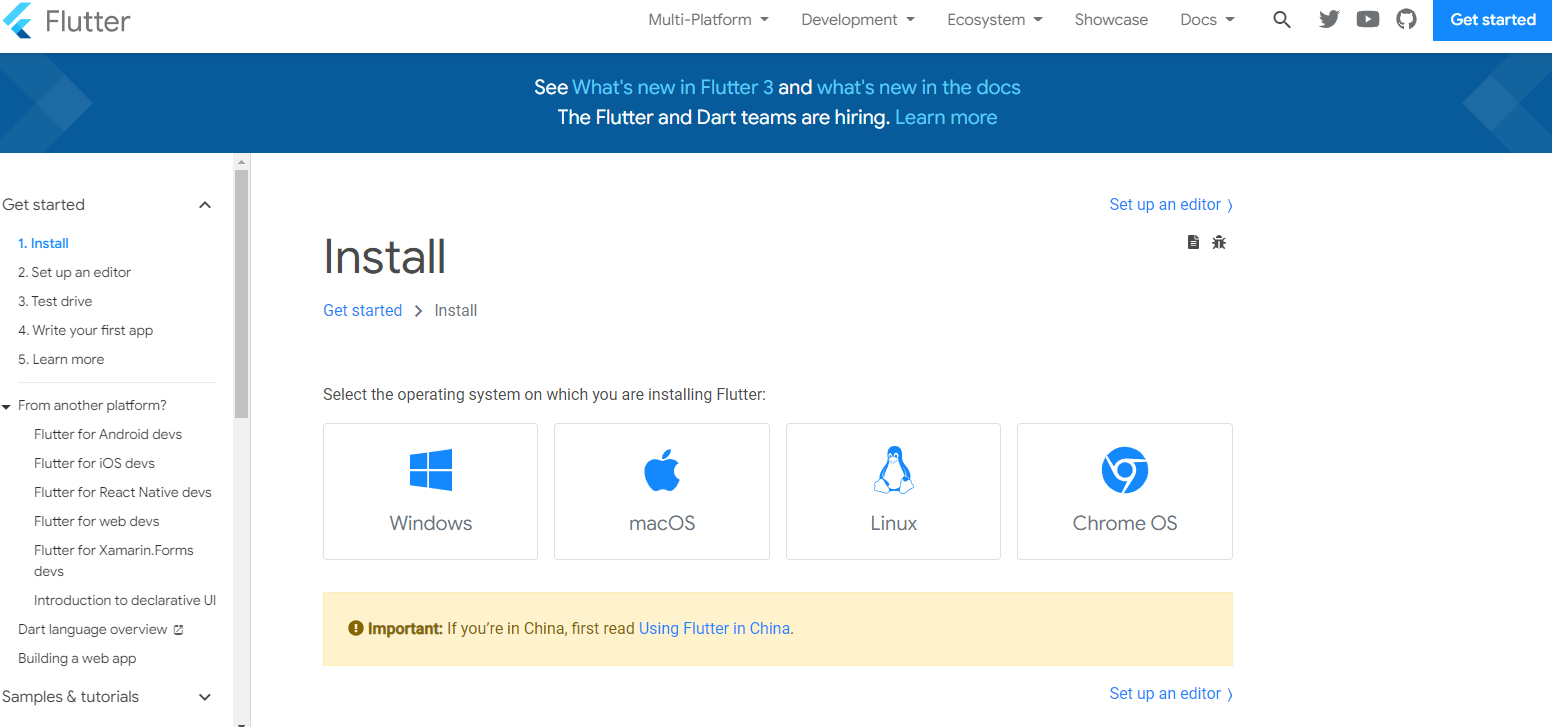 Flutter
Multi-Platform
Development
Ecosystem
Showcase
Docs
Get started
See What's new in Flutter 3 and what's new in the docs
The Flutter and Dart teams are hiring. Learn more
Get started
1. Install
2. Set up an editor
3. Test drive
4. Write your first app
5. Learn more
From another platform?
Flutter for Android devs
Flutter for iOS devs
Flutter for React Native devs
Flutter for web devs
Flutter for Xamarin.Forms
devs
Introduction to declarative UI
Dart language overview
Building a web app
Samples & tutorials
Set up an editor
Install
Get started
Install
Select the operating system on which you are installing Flutter:
Windows
macOS
Linux
Chrome OS
Important: If you’re in China, first read Using Flutter in China.
Set up an editor